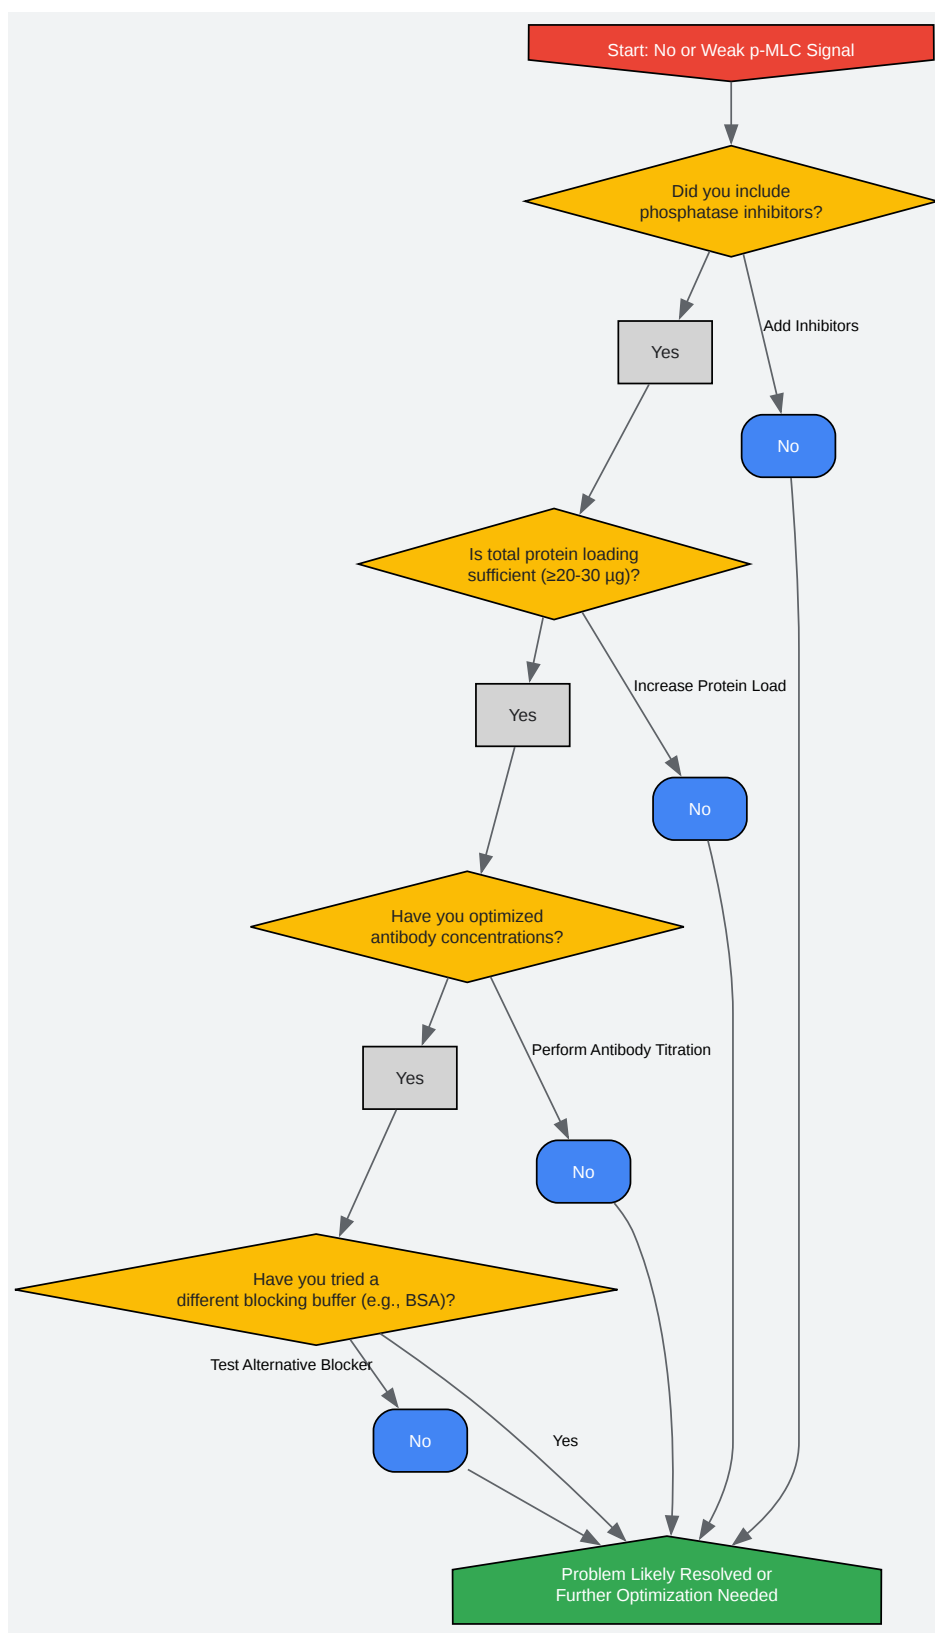 Start: No or Weak p-MLC Signal
Did you include
phosphatase inhibitors?
Add Inhibitors
Yes
No
Is total protein loading
sufficient (≥20-30 µg)?
Increase Protein Load
Yes
No
Have you optimized
antibody concentrations?
Perform Antibody Titration
Yes
No
Have you tried a
different blocking buffer (e.g., BSA)?
Test Alternative Blocker
No
Yes
Problem Likely Resolved or
Further Optimization Needed